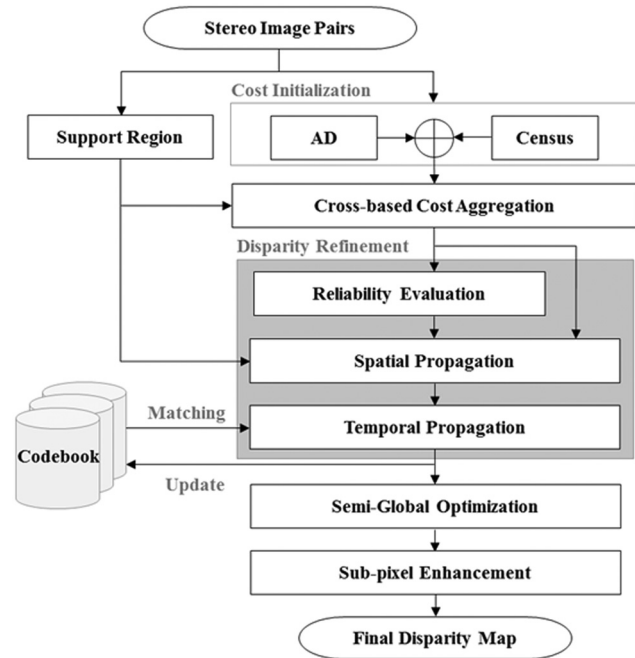 Stereo Image Pairs
Cost Initialization
Support Region
AD
Census
Cross-based Cost Aggregation
Disparity Refinement
Reliability Evaluation
Spatial Propagation
Matching
Temporal Propagation
Codebook
Update
Semi-Global Optimization
Sub-pixel Enhancement
Final Disparity Map